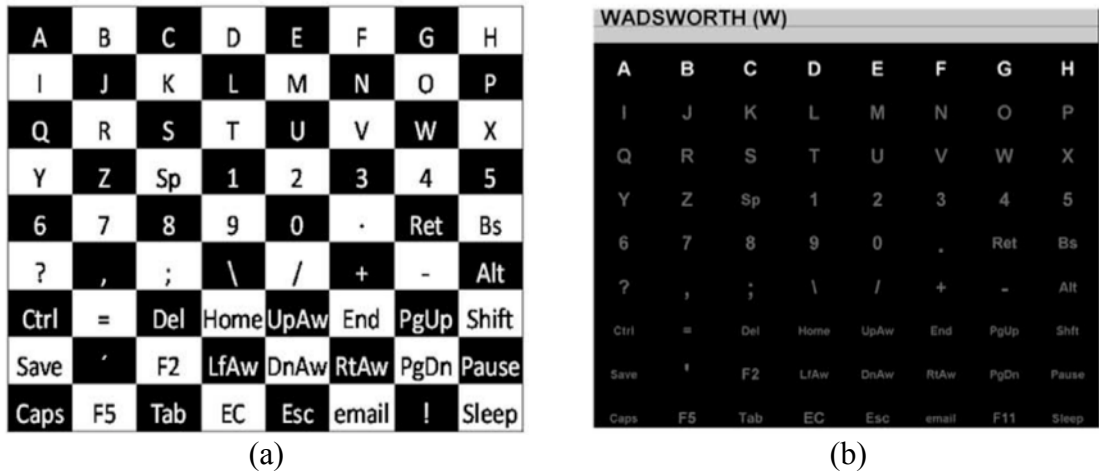 A B C D E F G H
I J K L M N O P
Q R S T U V W X
Y Z Sp 1 2 3 4 5
6 7 8 9 0 . Ret Bs
? , ; \ / + - Alt
Ctrl = Del Home UpAw End PgUp Shift
Save ´ F2 LfAw DnAw RtAw PgDn Pause
Caps F5 Tab EC Esc email ! Sleep
(a)
WADSWORTH (W)
A B C D E F G H
I J K L M N O P
Q R S T U V W X
Y Z Sp 1 2 3 4 5
6 7 8 9 0 . Ret Bs
? , ; \ / + - Alt
Ctrl = Del Home UpAw End PgUp Shft
Save ' F2 LfAw DnAw RtAw PgDn Pause
Caps F5 Tab EC Esc email F11 Sleep
(b)